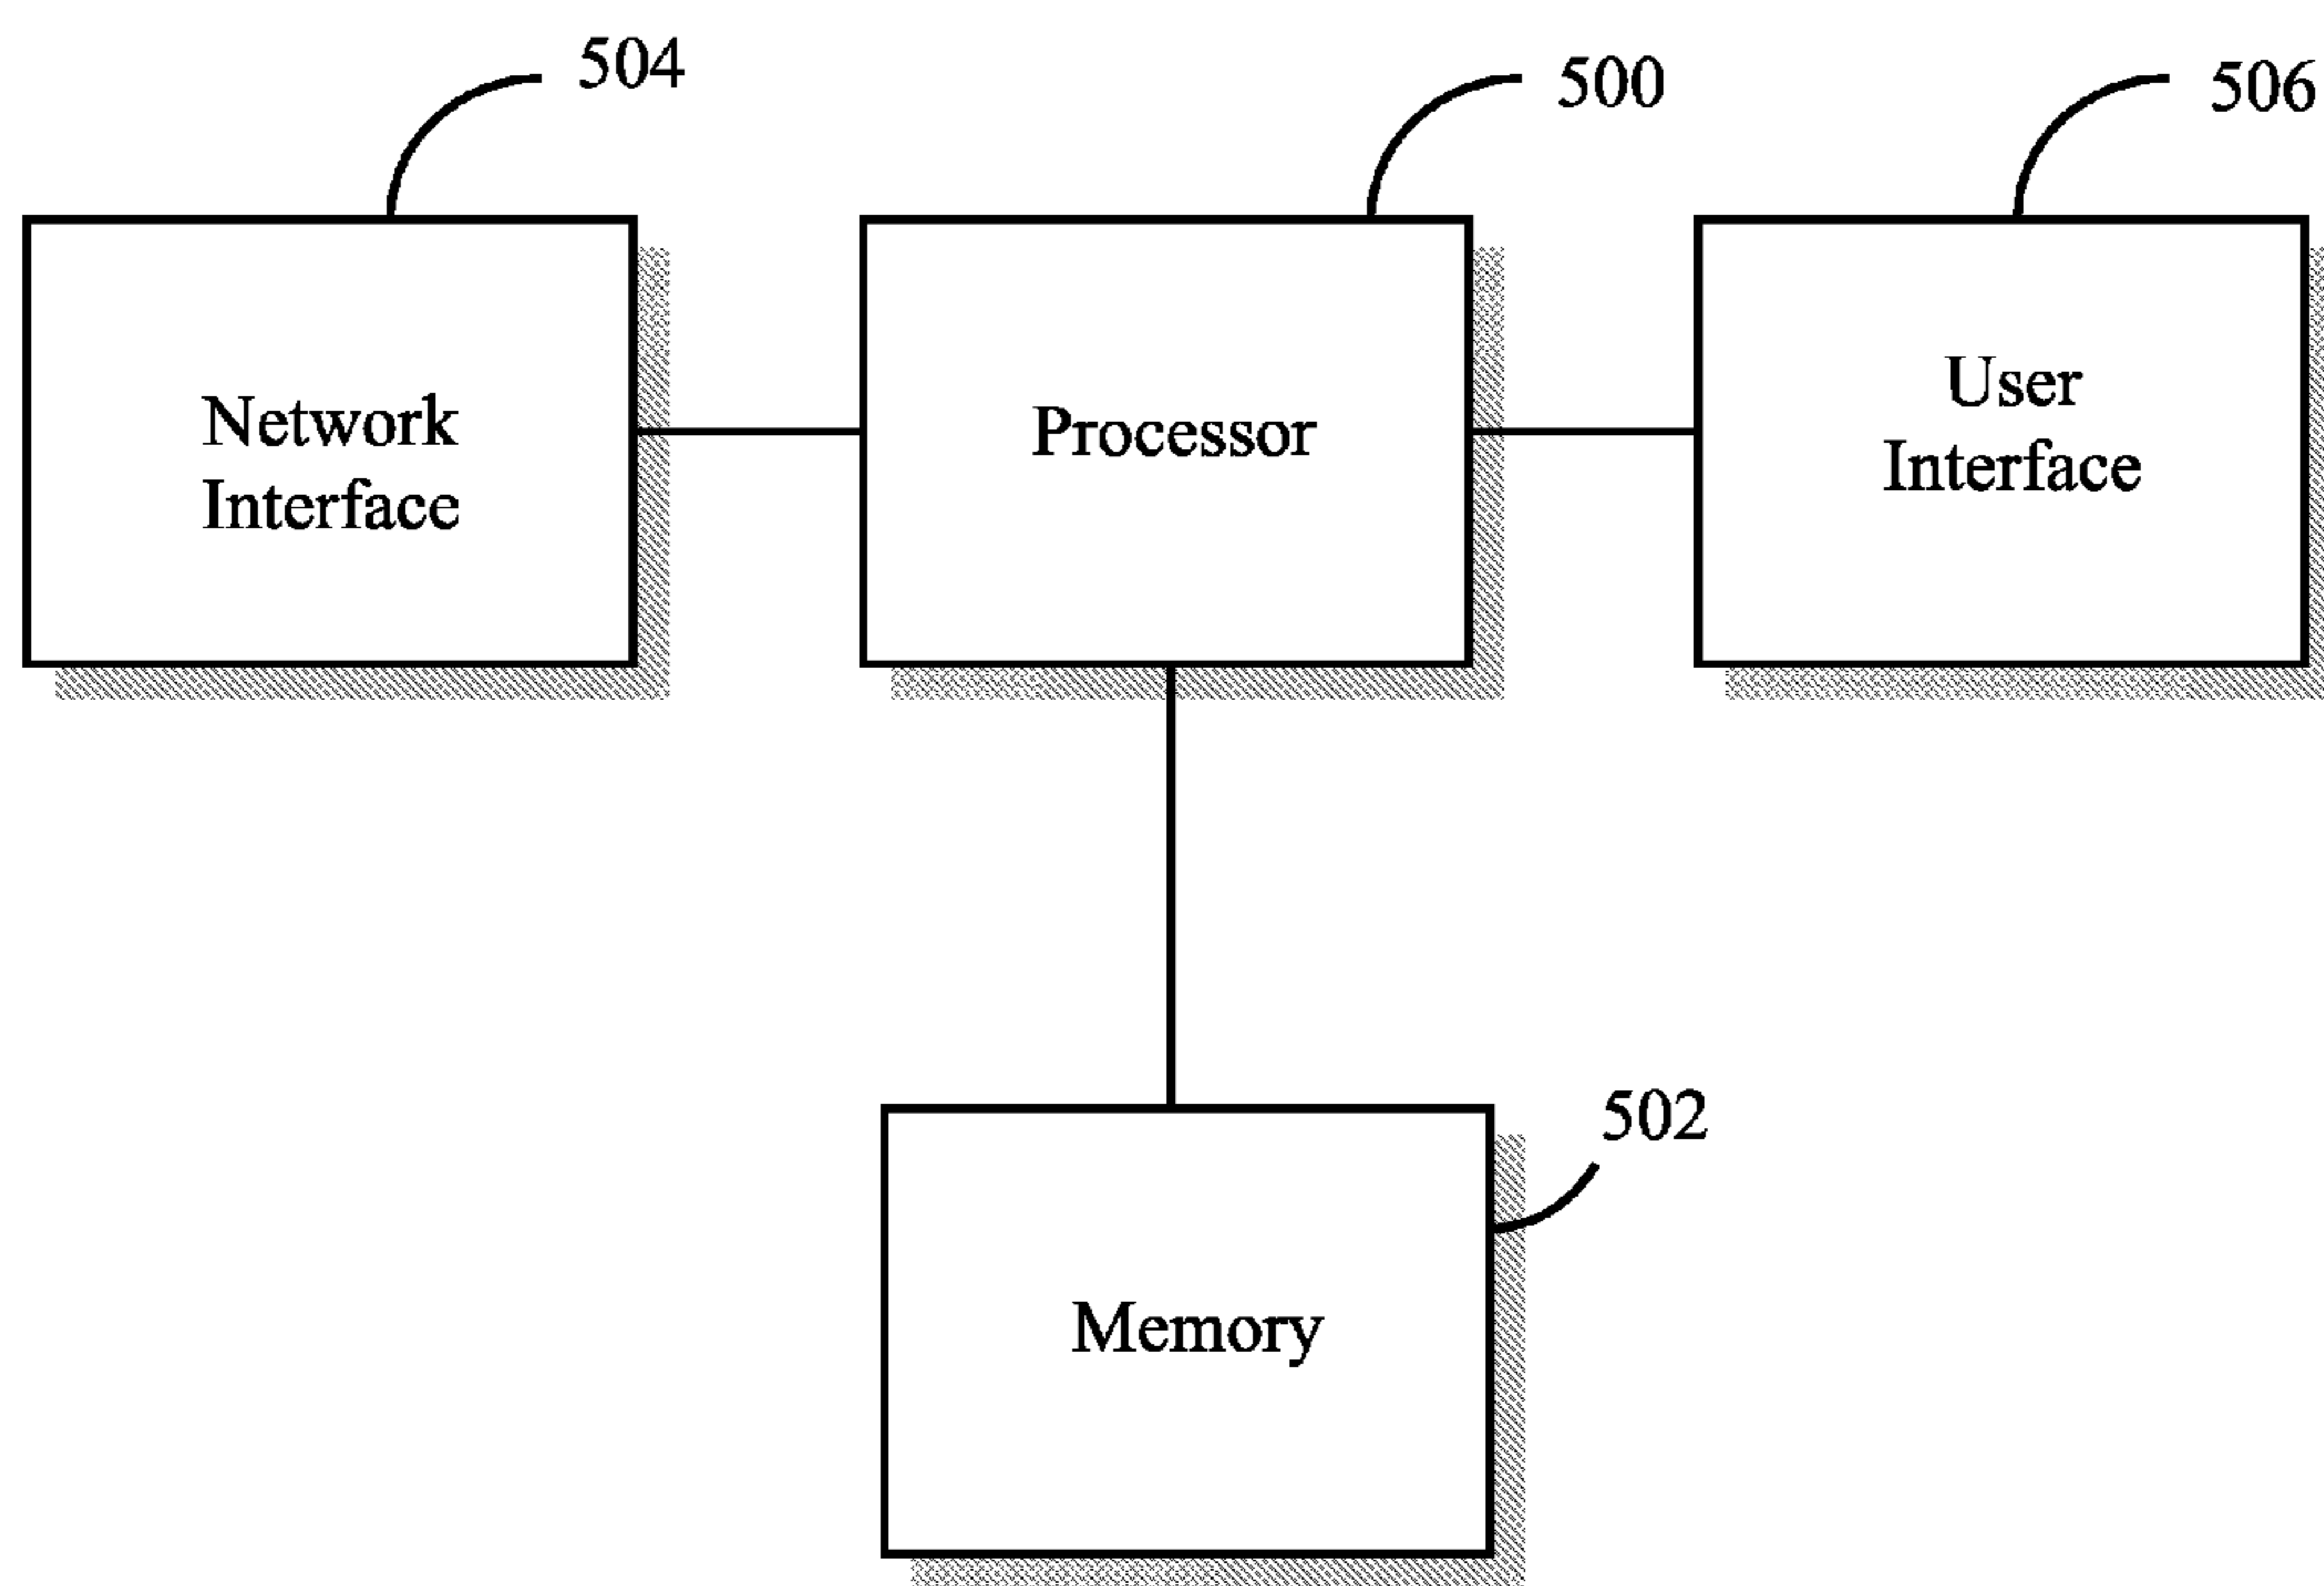 504
500
506
Network
Interface
Processor
User
Interface
502
Memory